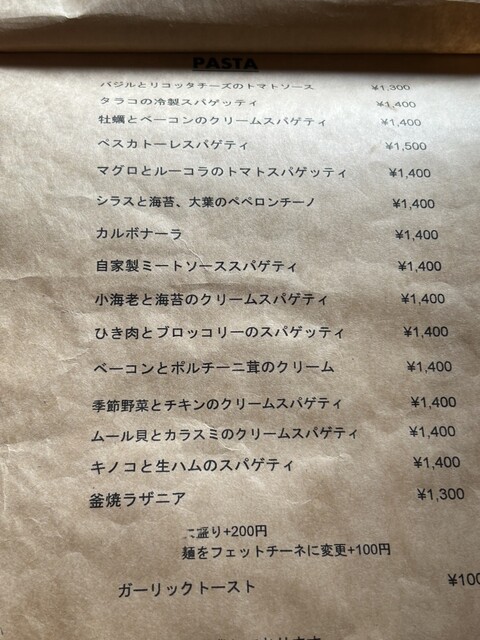 PASTA
バジルとリコッタチーズのトマトソース ¥1,300
タラコの冷製スパゲッティ ¥1,400
牡蠣とベーコンのクリームスパゲティ ¥1,400
ペスカトーレスパゲティ ¥1,500
マグロとルーコラのトマトスパゲッティ ¥1,400
シラスと海苔、大葉のペペロンチーノ ¥1,400
カルボナーラ ¥1,400
自家製ミートソーススパゲティ ¥1,400
小海老と海苔のクリームスパゲティ ¥1,400
ひき肉とブロッコリーのスパゲッティ ¥1,400
ベーコンとポルチーニ茸のクリーム ¥1,400
季節野菜とチキンのクリームスパゲティ ¥1,400
ムール貝とカラスミのクリームスパゲティ ¥1,400
キノコと生ハムのスパゲティ ¥1,400
釜焼ラザニア ¥1,300
盛り+200円
麺をフェットチーネに変更+100円
ガーリックトースト ¥100